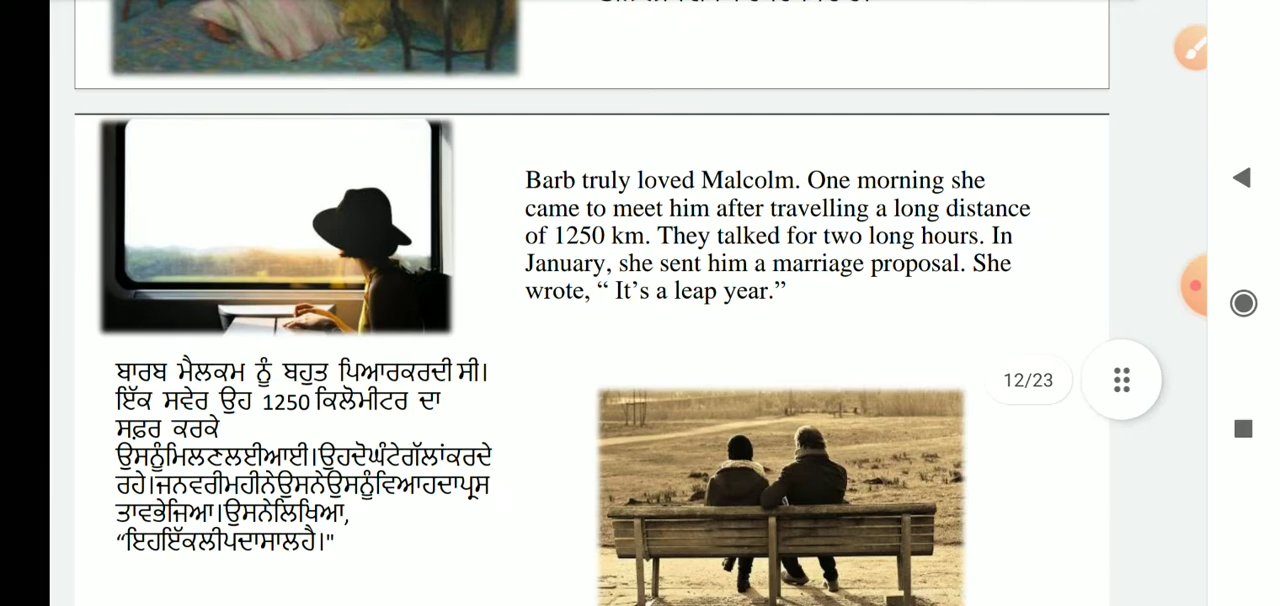 Barb truly loved Malcolm. One morning she
came to meet him after travelling a long distance
of 1250 km. They talked for two long hours. In
January, she sent him a marriage proposal. She
wrote, “ It’s a leap year.”
12/23
ਬਾਰਬ ਮੈਲਕਮ ਨੂੰ ਬਹੁਤ ਪਿਆਰਕਰਦੀ ਸੀ।
ਇੱਕ ਸਵੇਰ ਉਹ 1250 ਕਿਲੋਮੀਟਰ ਦਾ
ਸਫ਼ਰ ਕਰਕੇ
ਉਸਨੂੰਮਿਲਣਲਈਆਈ।ਉਹਦੋਘੰਟੇਗੱਲਾਂਕਰਦੇ
ਰਹੇ।ਜਨਵਰੀਮਹੀਨੇਉਸਨੇਉਸਨੂੰਵਿਆਹਦਾਪ੍ਰਸ
ਤਾਵਭੇਜਿਆ।ਉਸਨੇਲਿਖਿਆ,
“ਇਹਇੱਕਲੀਪਦਾਸਾਲਹੈ।"